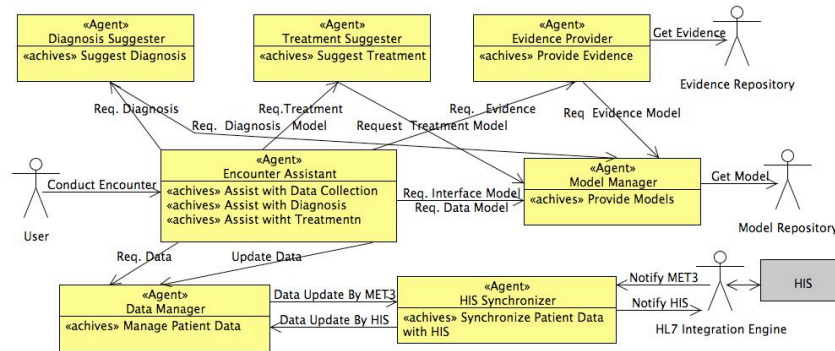 «Agent»
Diagnosis Suggester
«achives» Suggest Diagnosis
«Agent»
Treatment Suggester
«achives» Suggest Treatment
«Agent»
Evidence Provider
«achives» Provide Evidence
Get Evidence
Evidence Repository
Req. Diagnosis
Req. Diagnosis Model
Req.Treatment
Request Treatment Model
Req. Evidence
Req Evidence Model
User
Conduct Encounter
«Agent»
Encounter Assistant
«achives» Assist with Data Collection
«achives» Assist with Diagnosis
«achives» Assist witht Treatmentn
Req. Interface Model
Req. Data Model
«Agent»
Model Manager
«achives» Provide Models
Get Model
Model Repository
Req. Data
Update Data
«Agent»
Data Manager
«achives» Manage Patient Data
Data Update By MET3
Data Update By HIS
«Agent»
HIS Synchronizer
«achives» Synchronize Patient Data
with HIS
Notify MET3
Notify HIS
HL7 Integration Engine
HIS